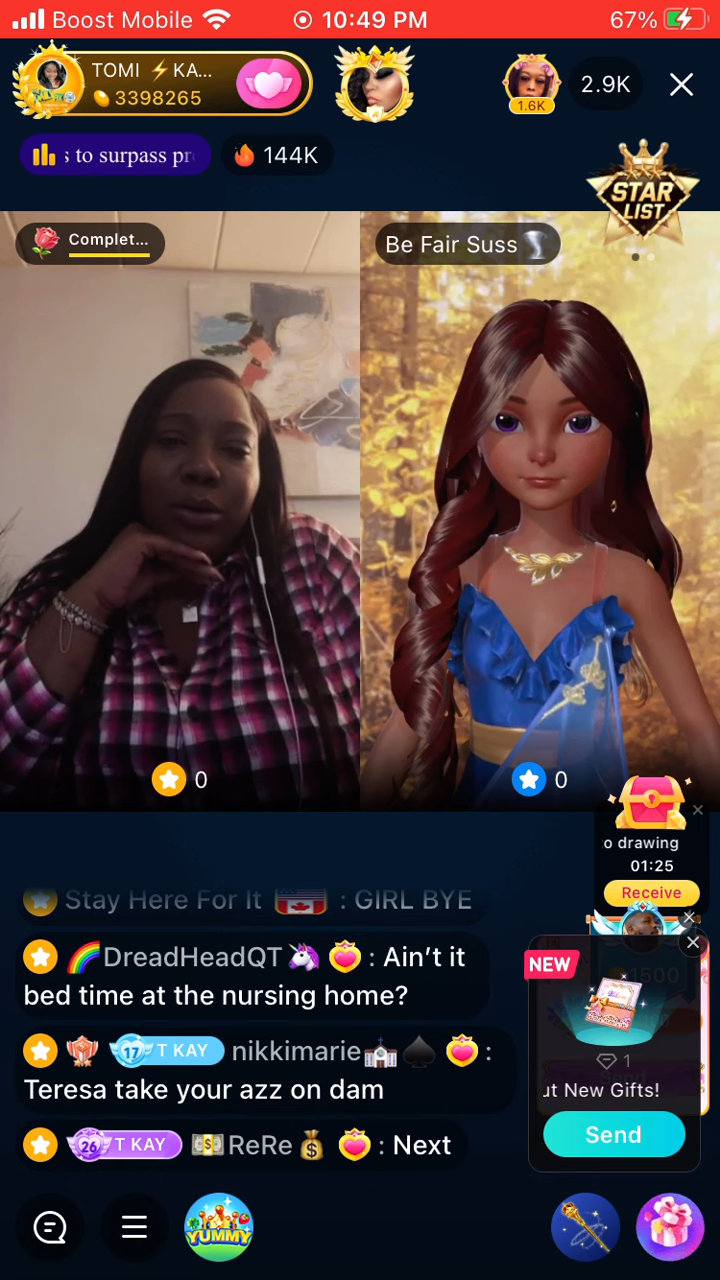 Boost Mobile
10:49 PM
67%
TOMI ⚡KA...
3398265
1.6K
2.9K
s to surpass pr
144K
STAR
LIST
Complet...
Be Fair Suss
0
0
o drawing
01:25
Receive
Stay Here For It : GIRL BYE
🌈DreadHeadQT🦄 : Ain’t it
bed time at the nursing home?
17 T KAY nikkimarie💒♠️ :
Teresa take your azz on dam
26 T KAY 💵ReRe💰 : Next
NEW
1500
1
ut New Gifts!
Send
YUMMY